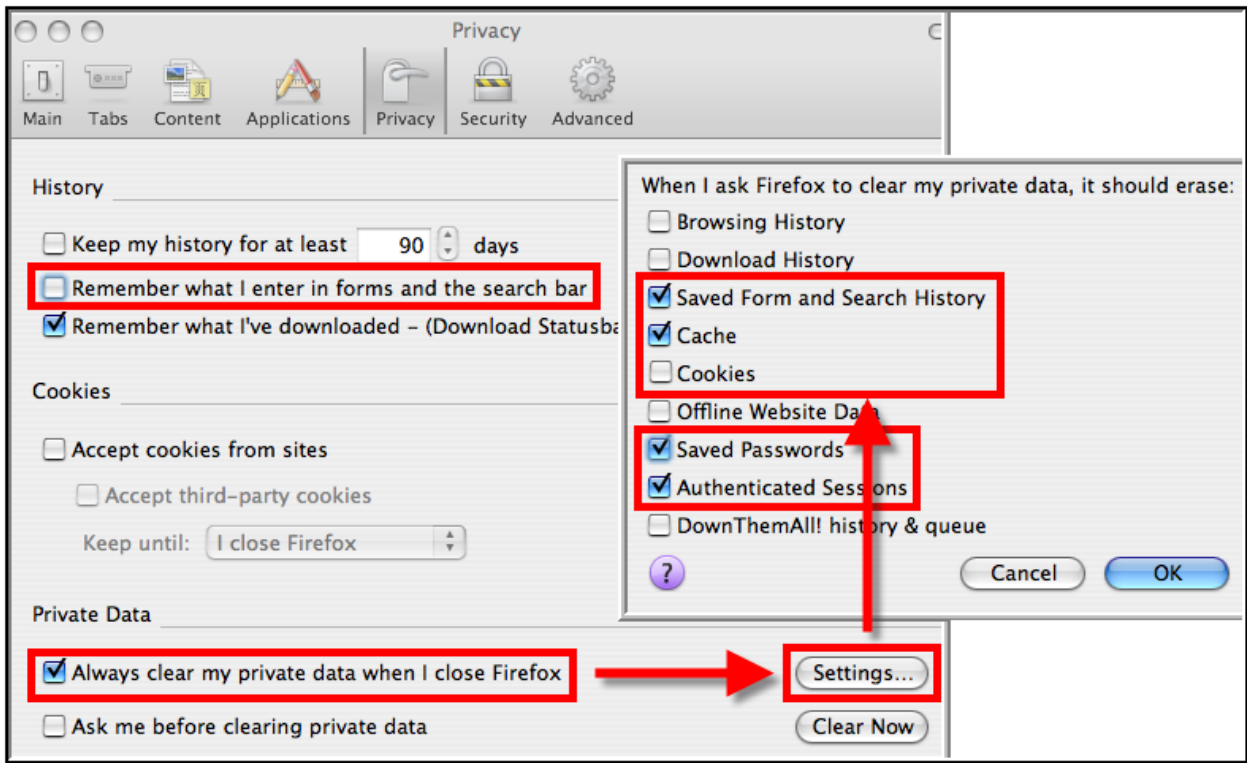 Privacy
Main Tabs Content Applications Privacy Security Advanced
History
Keep my history for at least 90 days
Remember what I enter in forms and the search bar
Remember what I've downloaded – (Download Statusba
Cookies
Accept cookies from sites
Accept third-party cookies
Keep until: I close Firefox
Private Data
Always clear my private data when I close Firefox Settings...
Ask me before clearing private data Clear Now
When I ask Firefox to clear my private data, it should erase:
Browsing History
Download History
Saved Form and Search History
Cache
Cookies
Offline Website Data
Saved Passwords
Authenticated Sessions
DownThemAll! history & queue
? Cancel OK